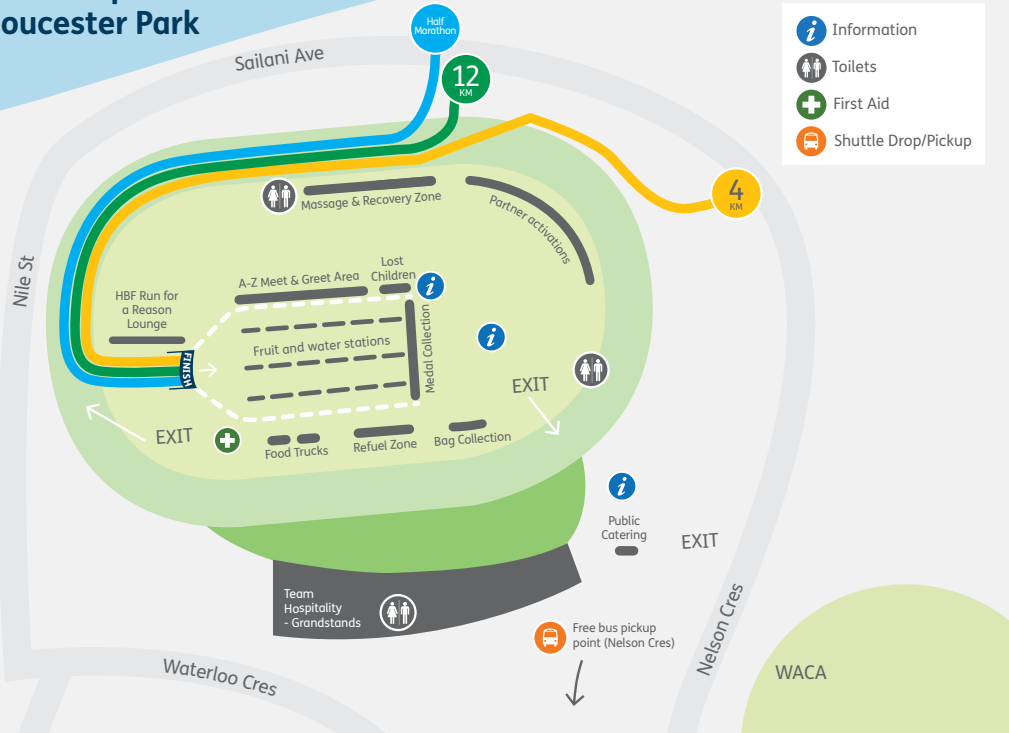 oucester Park
Half
Marathon
12
KM
4
KM
Information
Toilets
First Aid
Shuttle Drop/Pickup
Sailani Ave
Nile St
Massage & Recovery Zone
Partner activations
A-Z Meet & Greet Area
Lost
Children
HBF Run for
a Reason
Lounge
Fruit and water stations
Medal Collection
FINISH
EXIT
EXIT
Food Trucks
Refuel Zone
Bag Collection
Public
Catering
EXIT
Team
Hospitality
- Grandstands
Free bus pickup
point (Nelson Cres)
Nelson Cres
Waterloo Cres
WACA